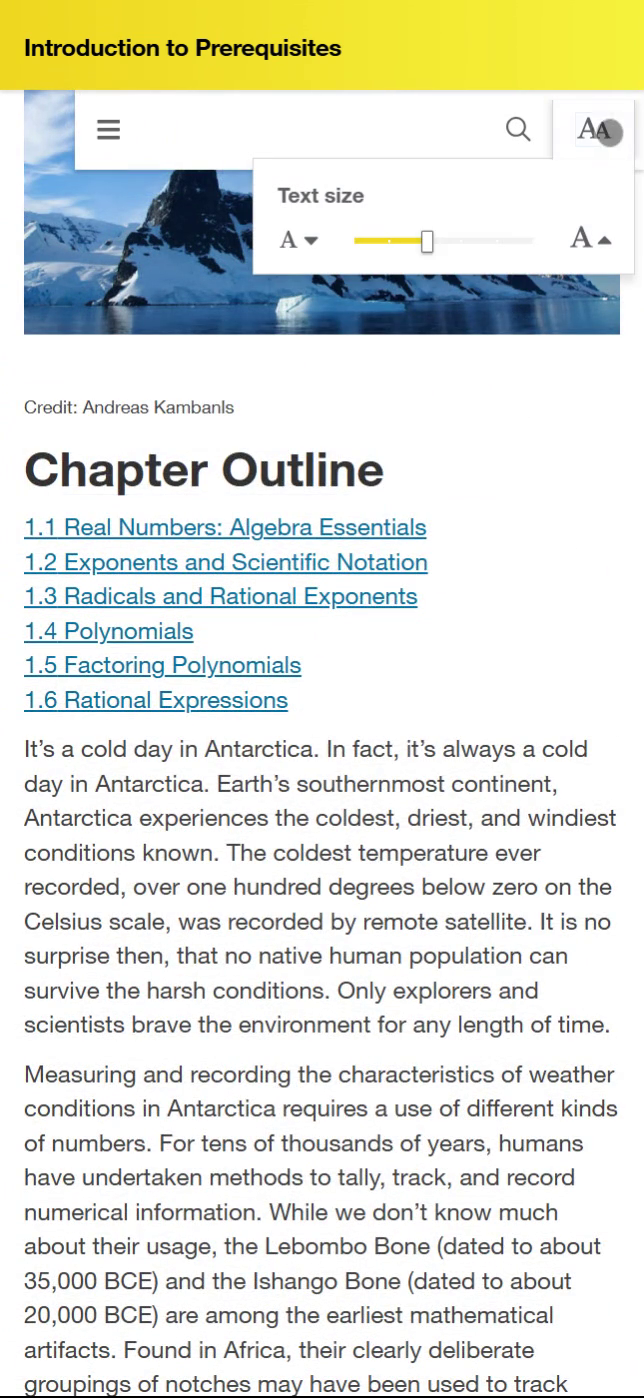 Introduction to Prerequisites
AA
Text size
A
A
Credit: Andreas Kambanls
Chapter Outline
1.1 Real Numbers: Algebra Essentials
1.2 Exponents and Scientific Notation
1.3 Radicals and Rational Exponents
1.4 Polynomials
1.5 Factoring Polynomials
1.6 Rational Expressions
It’s a cold day in Antarctica. In fact, it’s always a cold
day in Antarctica. Earth’s southernmost continent,
Antarctica experiences the coldest, driest, and windiest
conditions known. The coldest temperature ever
recorded, over one hundred degrees below zero on the
Celsius scale, was recorded by remote satellite. It is no
surprise then, that no native human population can
survive the harsh conditions. Only explorers and
scientists brave the environment for any length of time.
Measuring and recording the characteristics of weather
conditions in Antarctica requires a use of different kinds
of numbers. For tens of thousands of years, humans
have undertaken methods to tally, track, and record
numerical information. While we don’t know much
about their usage, the Lebombo Bone (dated to about
35,000 BCE) and the Ishango Bone (dated to about
20,000 BCE) are among the earliest mathematical
artifacts. Found in Africa, their clearly deliberate
groupings of notches may have been used to track